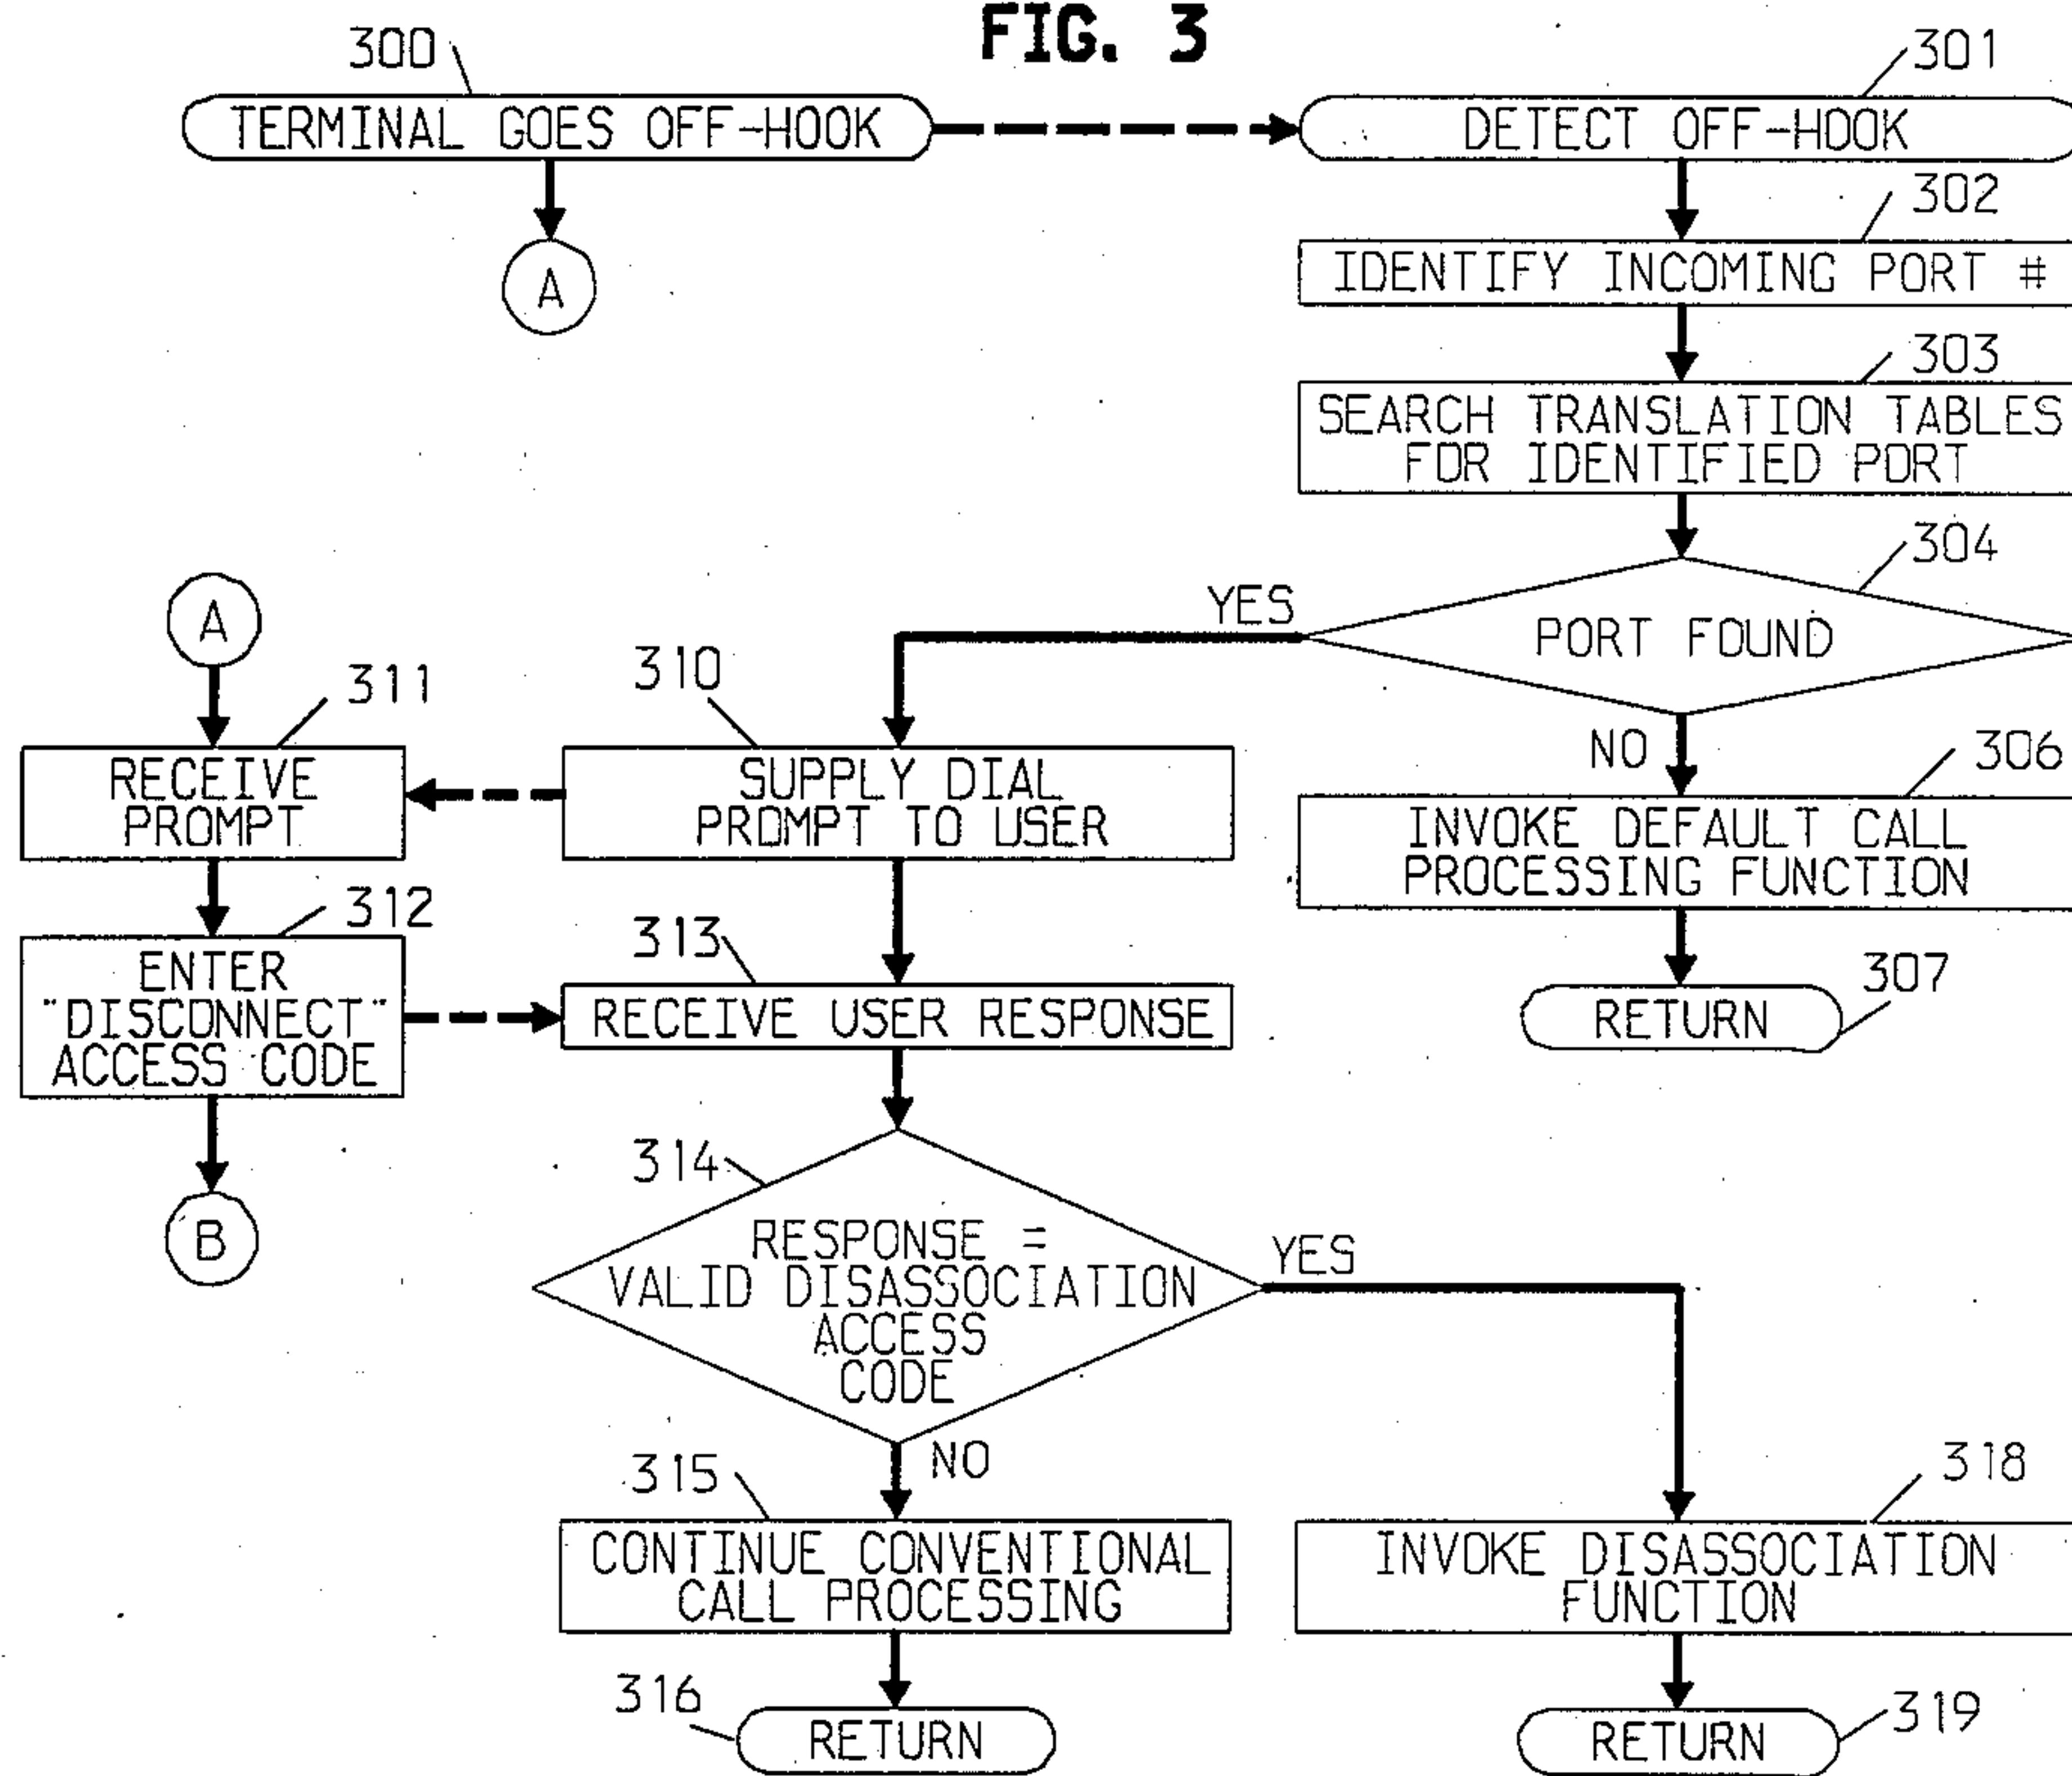 FIG. 3
300
301
TERMINAL GOES OFF-HOOK
DETECT OFF-HOOK
302
A
IDENTIFY INCOMING PORT #
303
SEARCH TRANSLATION TABLES
FOR IDENTIFIED PORT
304
A
YES
PORT FOUND
311
310
NO
306
RECEIVE
PROMPT
SUPPLY DIAL
PROMPT TO USER
INVOKE DEFAULT CALL
PROCESSING FUNCTION
312
313
307
ENTER
"DISCONNECT"
ACCESS CODE
RECEIVE USER RESPONSE
RETURN
314
B
RESPONSE =
VALID DISASSOCIATION
ACCESS
CODE
YES
NO
315
318
CONTINUE CONVENTIONAL
CALL PROCESSING
INVOKE DISASSOCIATION
FUNCTION
316
RETURN
RETURN
319